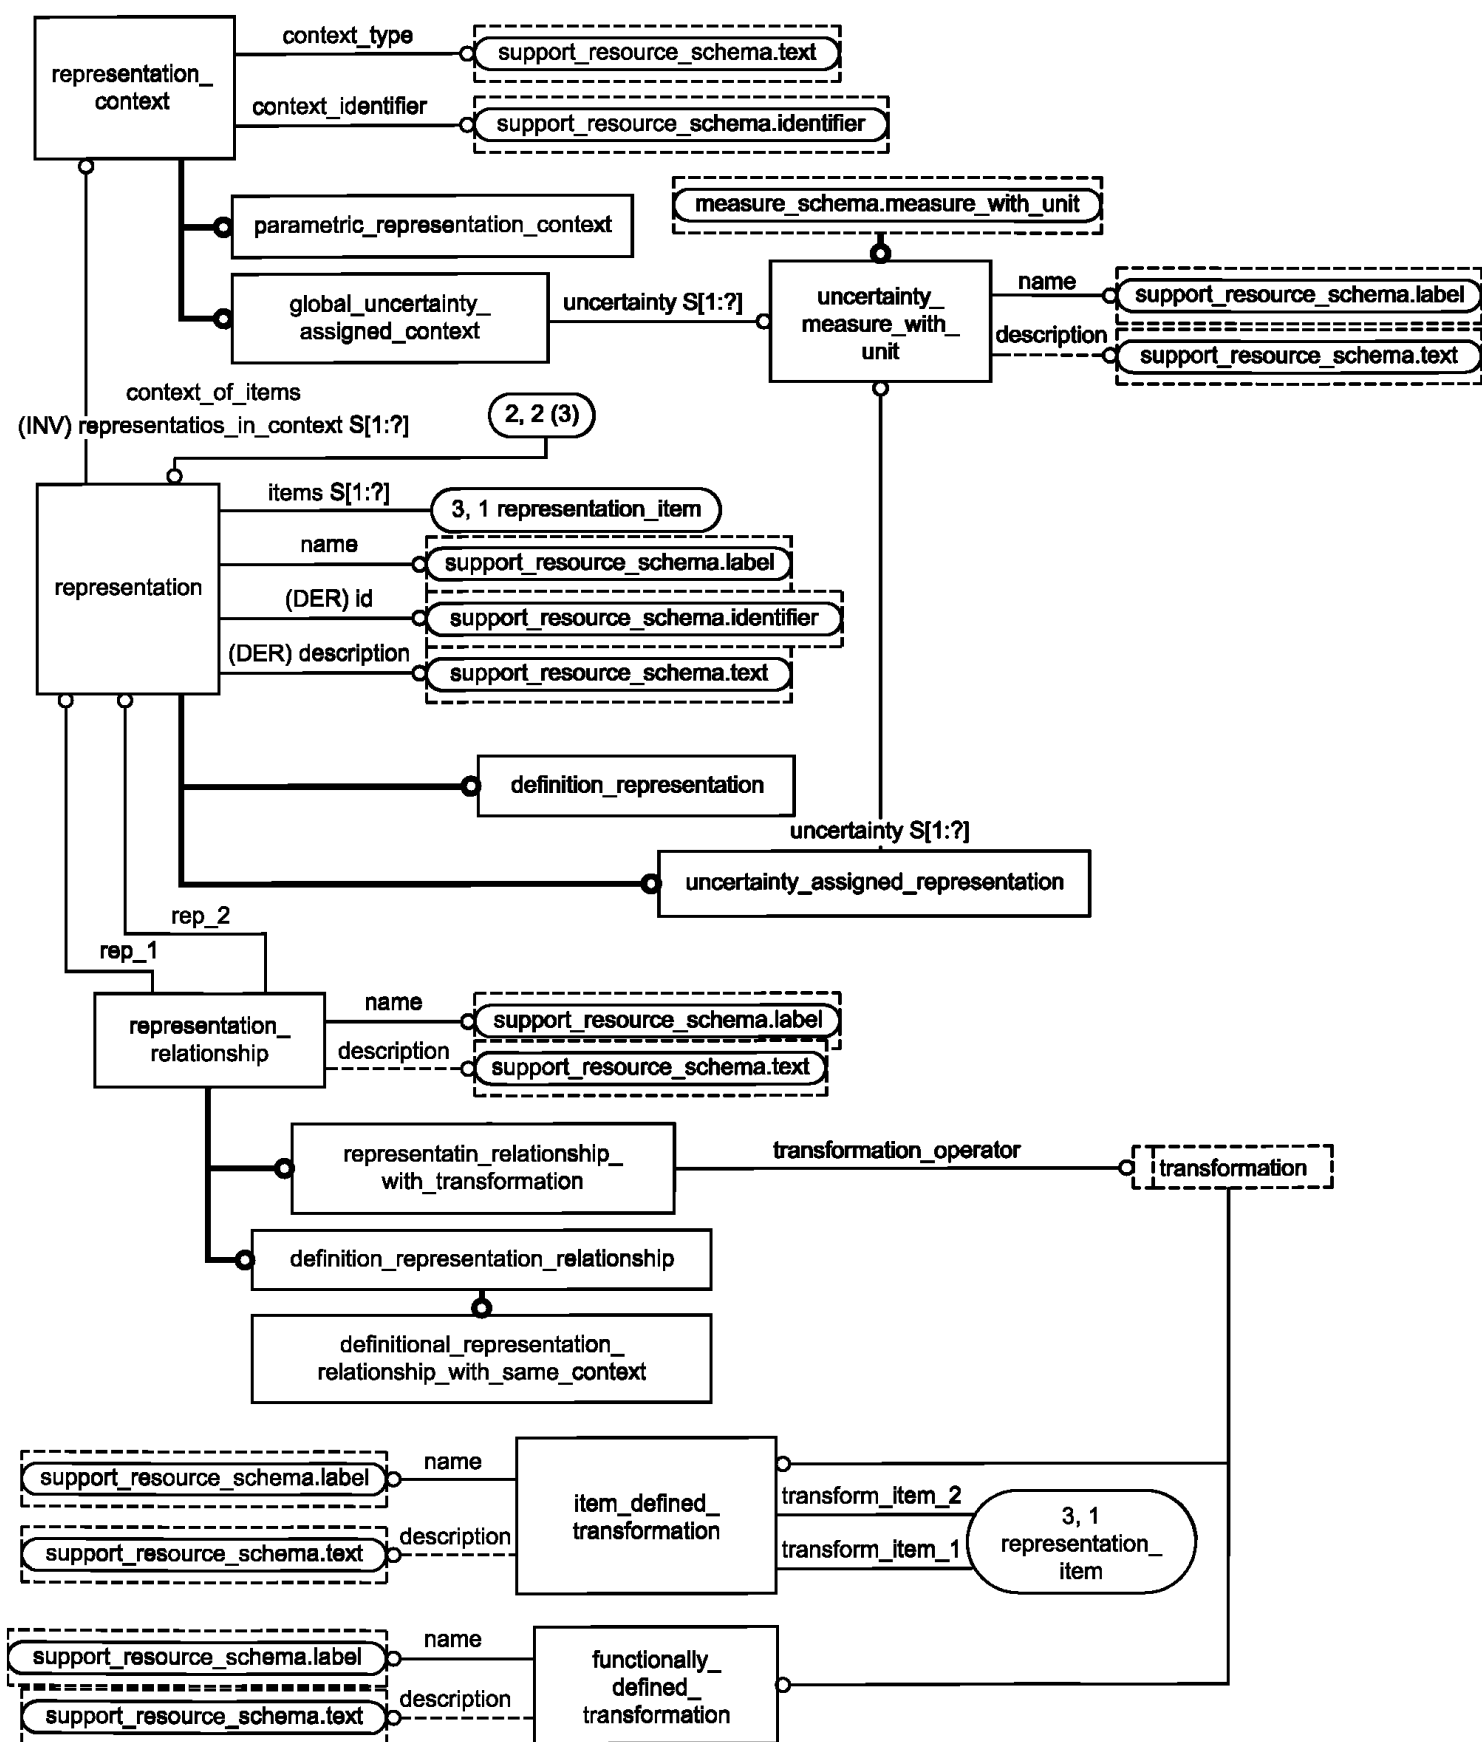 context_type
support_resource_schema.text
representation_
context
context_identifier
support_resource_schema.identifier
measure_schema.measure_with_unit
parametric_representation_context
global_uncertainty_
assigned_context
uncertainty S[1:?]
uncertainty_
measure_with_
unit
name
support_resource_schema.label
description
support_resource_schema.text
context_of_items
(INV) representatios_in_context S[1:?]
2, 2 (3)
items S[1:?]
3, 1 representation_item
name
support_resource_schema.label
representation
(DER) id
support_resource_schema.identifier
(DER) description
support_resource_schema.text
definition_representation
uncertainty S[1:?]
uncertainty_assigned_representation
rep_2
rep_1
representation_
relationship
name
support_resource_schema.label
description
support_resource_schema.text
representatin_relationship_
with_transformation
transformation_operator
transformation
definition_representation_relationship
definitional_representation_
relationship_with_same_context
support_resource_schema.label
name
item_defined_
transformation
transform_item_2
transform_item_1
3, 1
representation_
item
support_resource_schema.text
description
support_resource_schema.label
name
functionally_
defined_
transformation
support_resource_schema.text
description